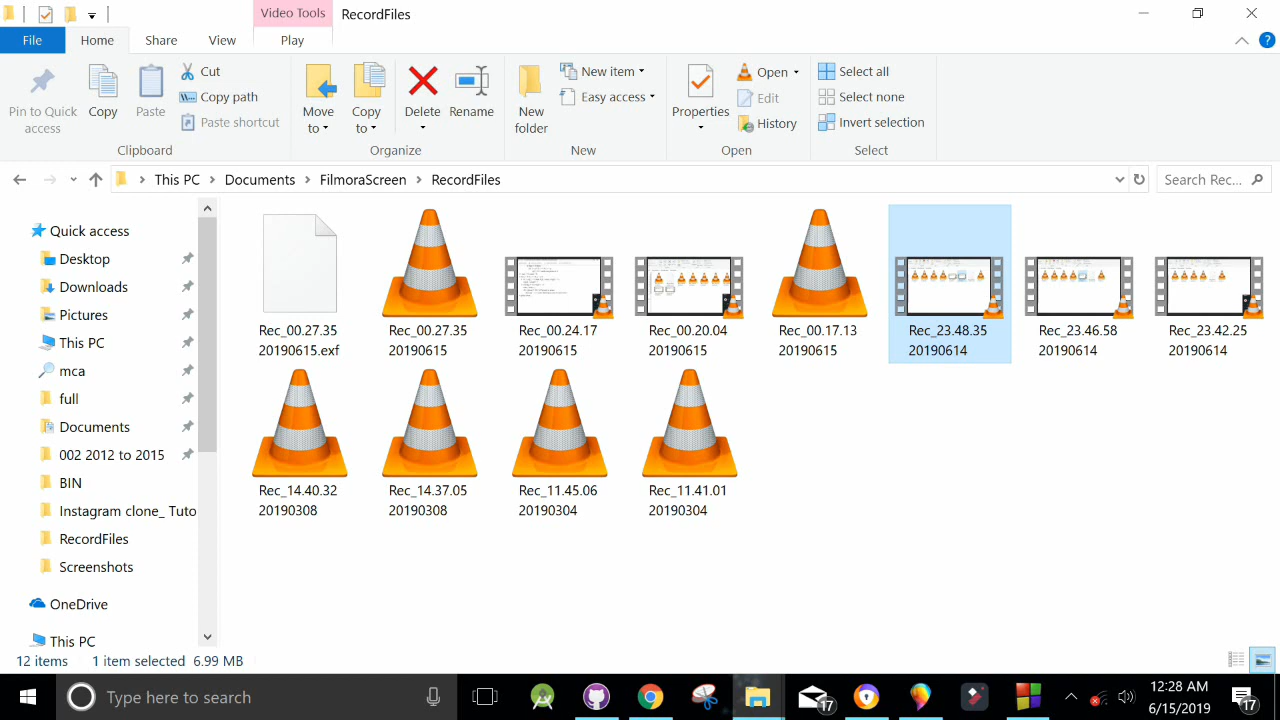 Video Tools
RecordFiles
File
Home
Share
View
Play
Pin to Quick
access
Copy
Paste
Cut
Copy path
Paste shortcut
Clipboard
Move
to
Copy
to
Delete
Rename
Organize
New
folder
New item
Easy access
New
Properties
Open
Edit
History
Open
Select all
Select none
Invert selection
Select
This PC
Documents
FilmoraScreen
RecordFiles
Search Rec...
Quick access
Desktop
Downloads
Pictures
This PC
mca
full
Documents
002 2012 to 2015
BIN
Instagram clone_ Tuto
RecordFiles
Screenshots
OneDrive
This PC
Rec_00.27.35
20190615.exf
Rec_00.27.35
20190615
Rec_00.24.17
20190615
Rec_00.20.04
20190615
Rec_00.17.13
20190615
Rec_23.48.35
20190614
Rec_23.46.58
20190614
Rec_23.42.25
20190614
Rec_14.40.32
20190308
Rec_14.37.05
20190308
Rec_11.45.06
20190304
Rec_11.41.01
20190304
12 items
1 item selected 6.99 MB
Type here to search
17
12:28 AM
6/15/2019
17